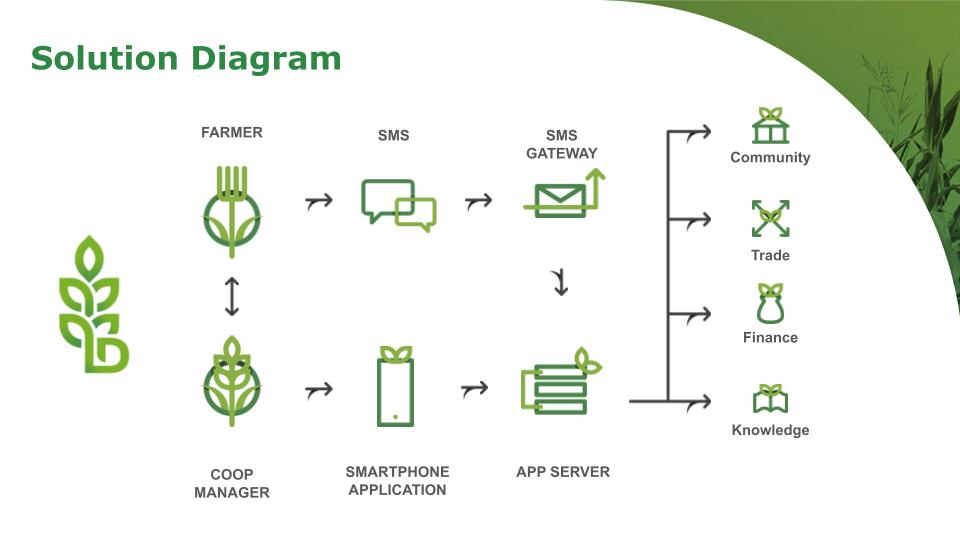 Solution Diagram
FARMER
SMS
SMS
GATEWAY
Community
Trade
Finance
Knowledge
COOP
MANAGER
SMARTPHONE
APPLICATION
APP SERVER